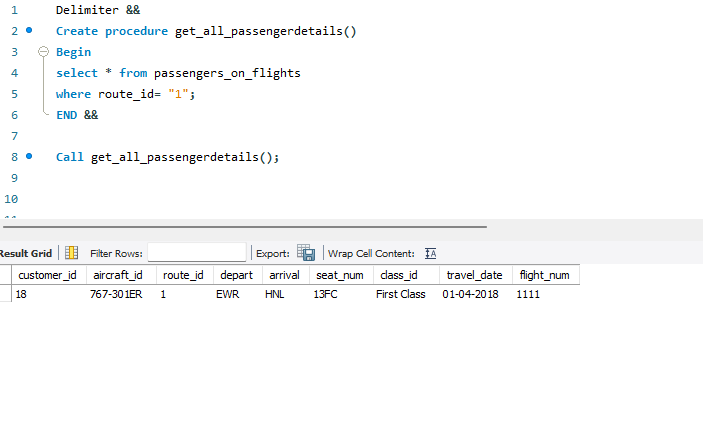 1 Delimiter &&
2 Create procedure get_all_passengerdetails()
3 Begin
4 select * from passengers_on_flights
5 where route_id= "1";
6 END &&
7
8 Call get_all_passengerdetails();
9
10
Result Grid Filter Rows: Export: Wrap Cell Content: IA
customer_id aircraft_id route_id depart arrival seat_num class_id travel_date flight_num
18 767-301ER 1 EWR HNL 13FC First Class 01-04-2018 1111